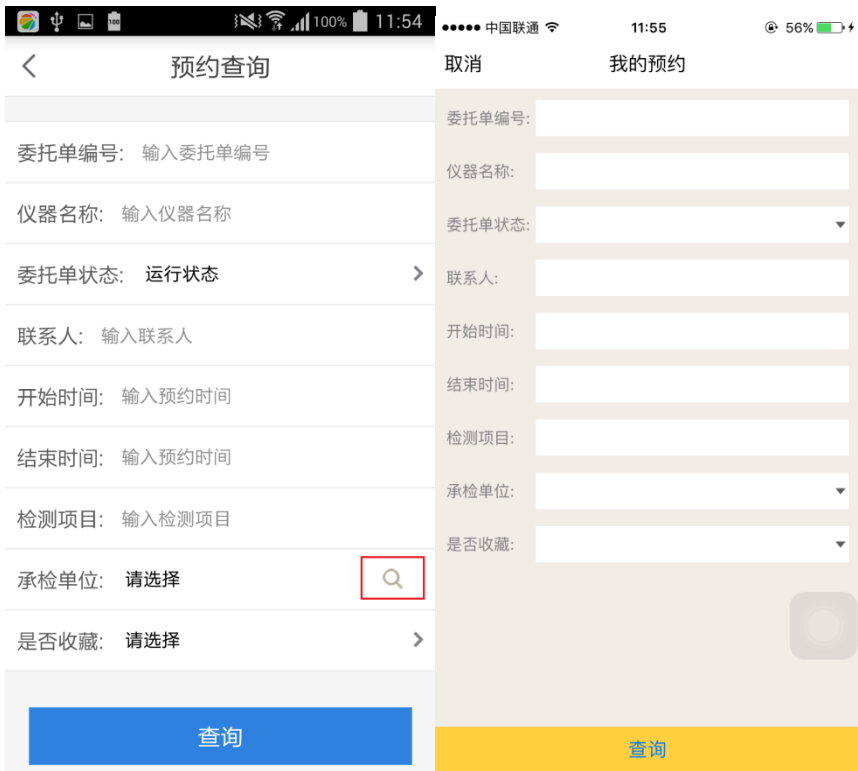 100
100% 11:54
预约查询
委托单编号: 输入委托单编号
仪器名称: 输入仪器名称
委托单状态: 运行状态
联系人: 输入联系人
开始时间: 输入预约时间
结束时间: 输入预约时间
检测项目: 输入检测项目
承检单位: 请选择
是否收藏: 请选择
查询
中国联通 11:55 56%
取消 我的预约
委托单编号:
仪器名称:
委托单状态:
联系人:
开始时间:
结束时间:
检测项目:
承检单位:
是否收藏:
查询